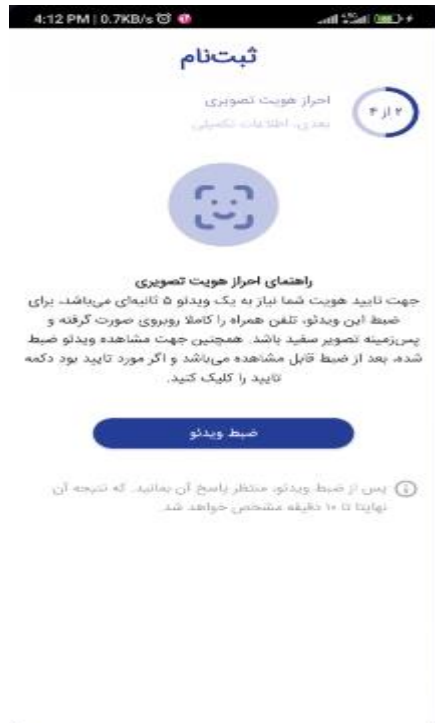 4:12 PM | 0.7KB/s
ثبت‌نام
احراز هویت تصویری
۲ از ۴
بعدی: اطلاعات تکمیلی
راهنمای احراز هویت تصویری
جهت تایید هویت شما نیاز به یک ویدئو ۵ ثانیه‌ای می‌باشد، برای
ضبط این ویدئو، تلفن همراه را کاملا روبروی صورت گرفته و
پس‌زمینه تصویر سفید باشد. همچنین جهت مشاهده ویدئو ضبط
شده، بعد از ضبط قابل مشاهده می‌باشد و اگر مورد تایید بود دکمه
تایید را کلیک کنید.
ضبط ویدئو
پس از ضبط ویدئو، منتظر پاسخ آن بمانید. که نتیجه آن
نهایتا تا ۱۰ دقیقه مشخص خواهد شد.